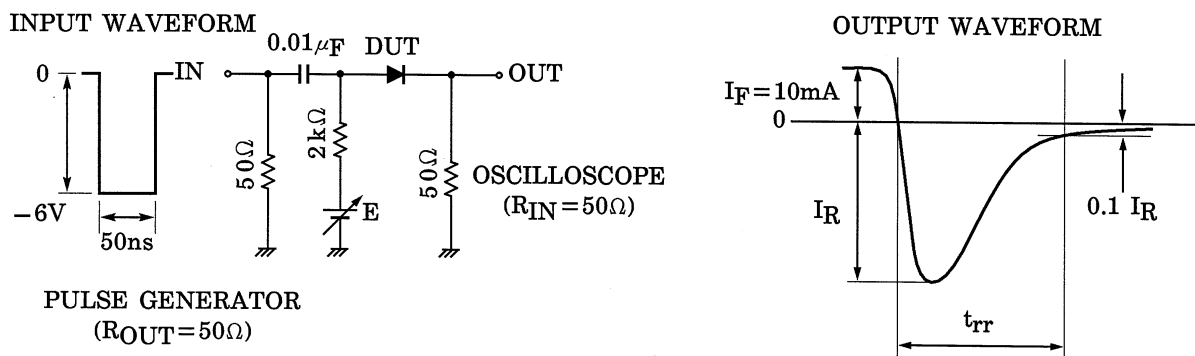 INPUT WAVEFORM
0
-6V
50ns
IN
0.01μF
DUT
OUT
50Ω
2kΩ
E
50Ω
OSCILLOSCOPE
(RIN=50Ω)
PULSE GENERATOR
(ROUT=50Ω)
OUTPUT WAVEFORM
IF=10mA
0
IR
0.1 IR
trr